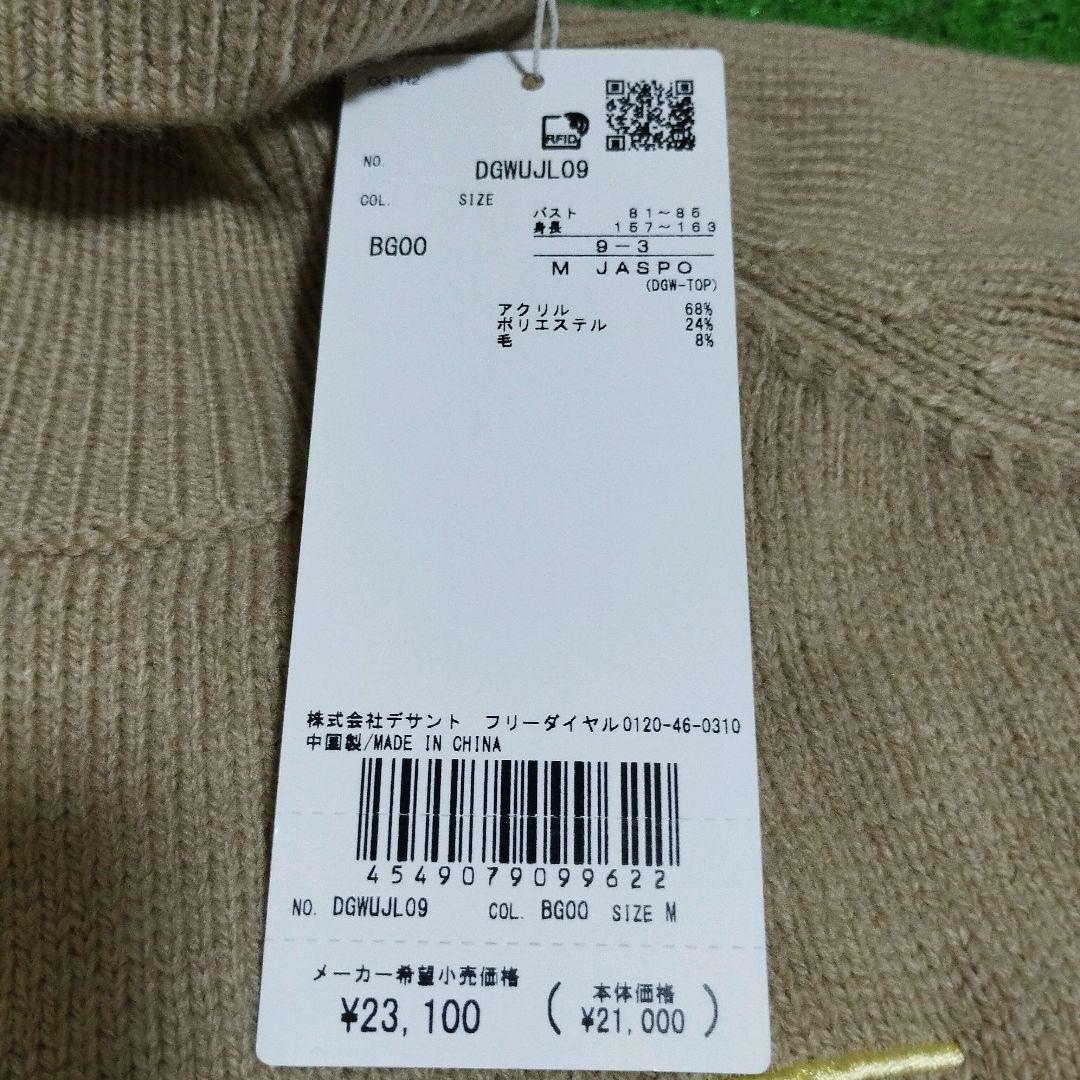 DG R2
RFID
NO. DGWUJL09
COL. SIZE
バスト 81～85
身長 157～163
BG00
9-3
M JASPO
(DGW-TOP)
アクリル 68%
ポリエステル 24%
毛 8%
株式会社デサント フリーダイヤル0120-46-0310
中国製/MADE IN CHINA
4549079099622
NO. DGWUJL09 COL. BG00 SIZE M
メーカー希望小売価格
¥23,100
(本体価格
¥21,000)